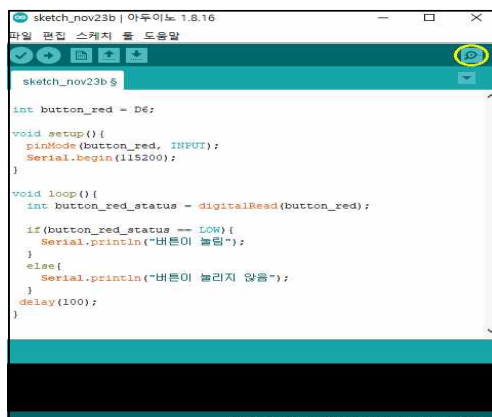 sketch_nov23b | 아두이노 1.8.16
파일 편집 스케치 툴 도움말
sketch_nov23b §
int button_red = D6;
void setup(){
pinMode(button_red, INPUT);
Serial.begin(115200);
}
void loop(){
int button_red_status = digitalRead(button_red);
if(button_red_status == LOW){
Serial.println("버튼이 눌림");
}
else{
Serial.println("버튼이 눌리지 않음");
}
delay(100);
}